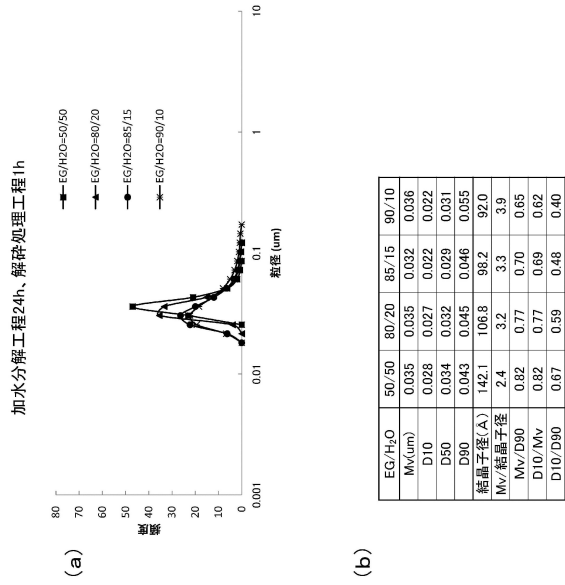 加水分解工程24h、解砕処理工程1h
(a)
頻度
80
70
60
50
40
30
20
10
0
0.001
0.01
0.1
1
10
粒径 (um)
EG/H2O=50/50
EG/H2O=80/20
EG/H2O=85/15
EG/H2O=90/10
(b)
EG/H₂O 50/50 80/20 85/15 90/10
Mv(um) 0.035 0.035 0.032 0.036
D10 0.028 0.027 0.022 0.022
D50 0.034 0.032 0.029 0.031
D90 0.043 0.045 0.046 0.055
結晶子径(Å) 142.1 106.8 98.2 92.0
Mv/結晶子径 2.4 3.2 3.3 3.9
Mv/D90 0.82 0.77 0.70 0.65
D10/Mv 0.82 0.77 0.69 0.62
D10/D90 0.67 0.59 0.48 0.40